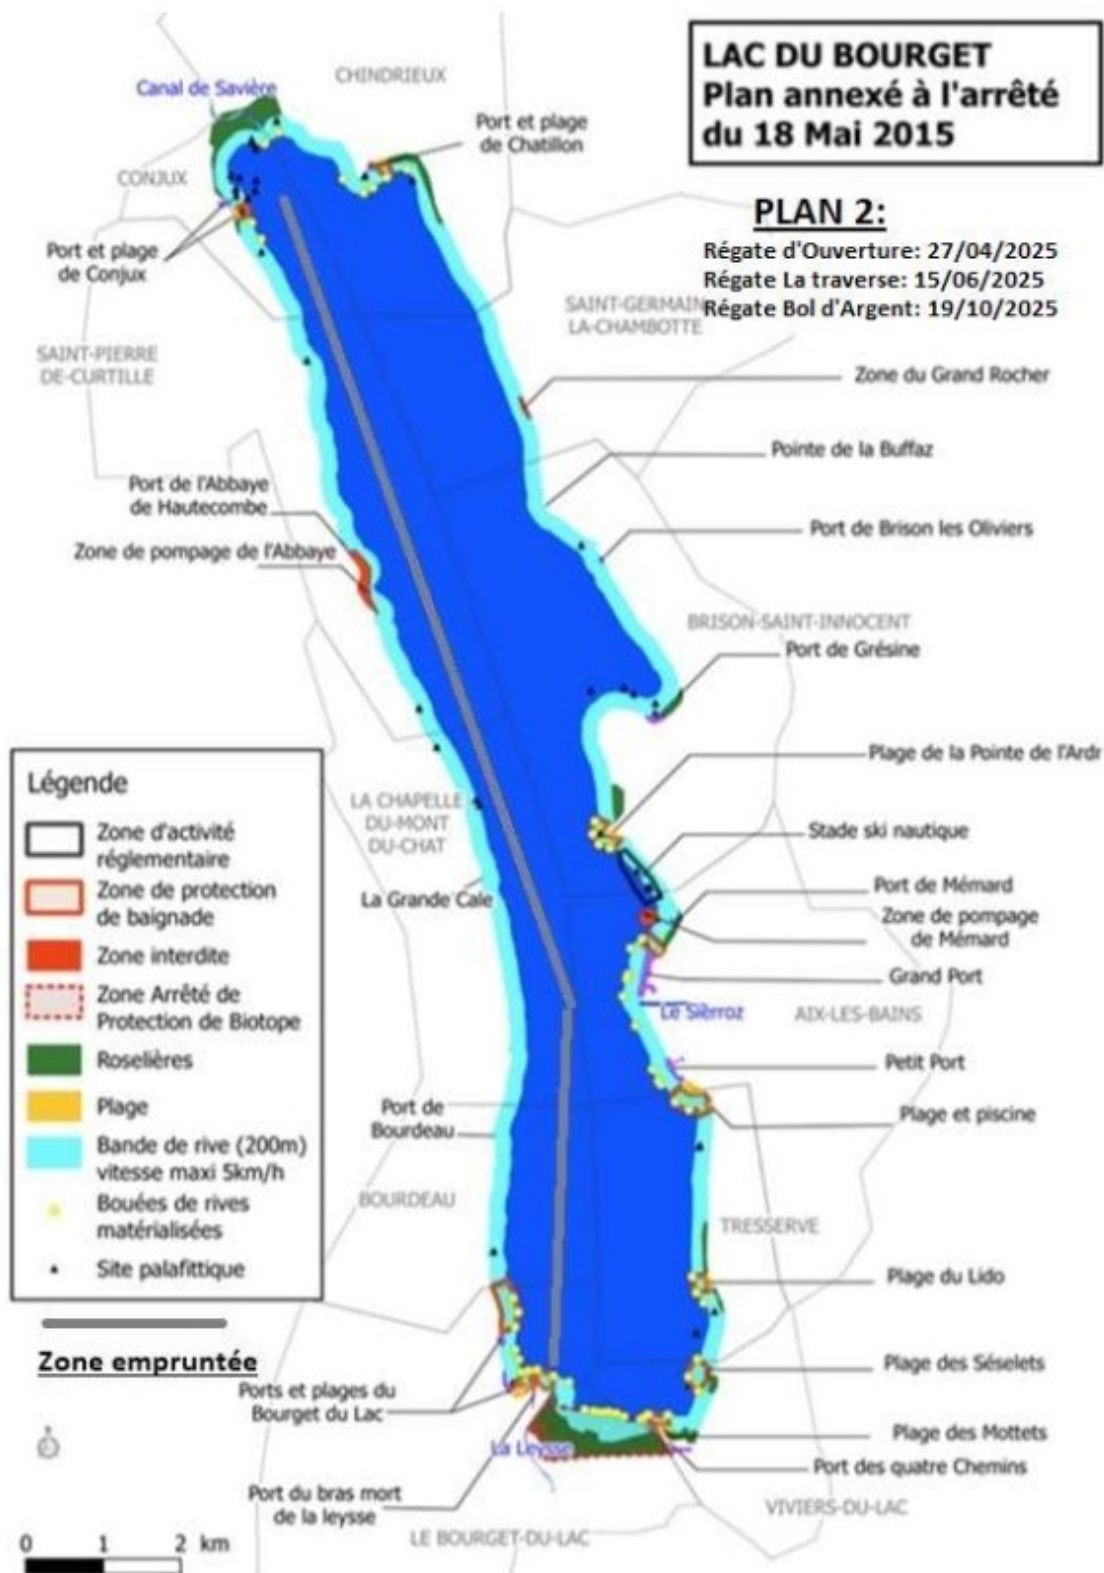 LAC DU BOURGET
Plan annexé à l'arrêté
du 18 Mai 2015
PLAN 2:
Régate d'Ouverture: 27/04/2025
Régate La traverse: 15/06/2025
Régate Bol d'Argent: 19/10/2025
CHINDRIEUX
Canal de Savière
Port et plage
de Chatillon
CONJUX
Port et plage
de Conjux
SAINT-GERMAIN
LA-CHAMBOTTE
SAINT-PIERRE
DE-CURTILLE
Zone du Grand Rocher
Pointe de la Buffaz
Port de l'Abbaye
de Hautecombe
Port de Brison les Oliviers
Zone de pompage de l'Abbaye
BRISON-SAINT-INNOCENT
Port de Grésine
Plage de la Pointe de l'Ardr
LA CHAPELLE
DU-MONT
DU-CHAT
Stade ski nautique
La Grande Cale
Port de Mémard
Zone de pompage
de Mémard
Grand Port
Le Sièrroz
AIX-LES-BAINS
Petit Port
Port de
Bourdeau
Plage et piscine
BOURDEAU
TRESSERVE
Plage du Lido
Plage des Séselets
Ports et plages du
Bourget du Lac
Plage des Mottets
La Leysse
Port des quatre Chemins
Port du bras mort
de la leysse
VIVIERS-DU-LAC
LE BOURGET-DU-LAC
Légende
Zone d'activité
réglementaire
Zone de protection
de baignade
Zone interdite
Zone Arrêté de
Protection de Biotope
Roselières
Plage
Bande de rive (200m)
vitesse maxi 5km/h
Bouées de rives
matérialisées
Site palafittique
Zone empruntée
0 1 2 km